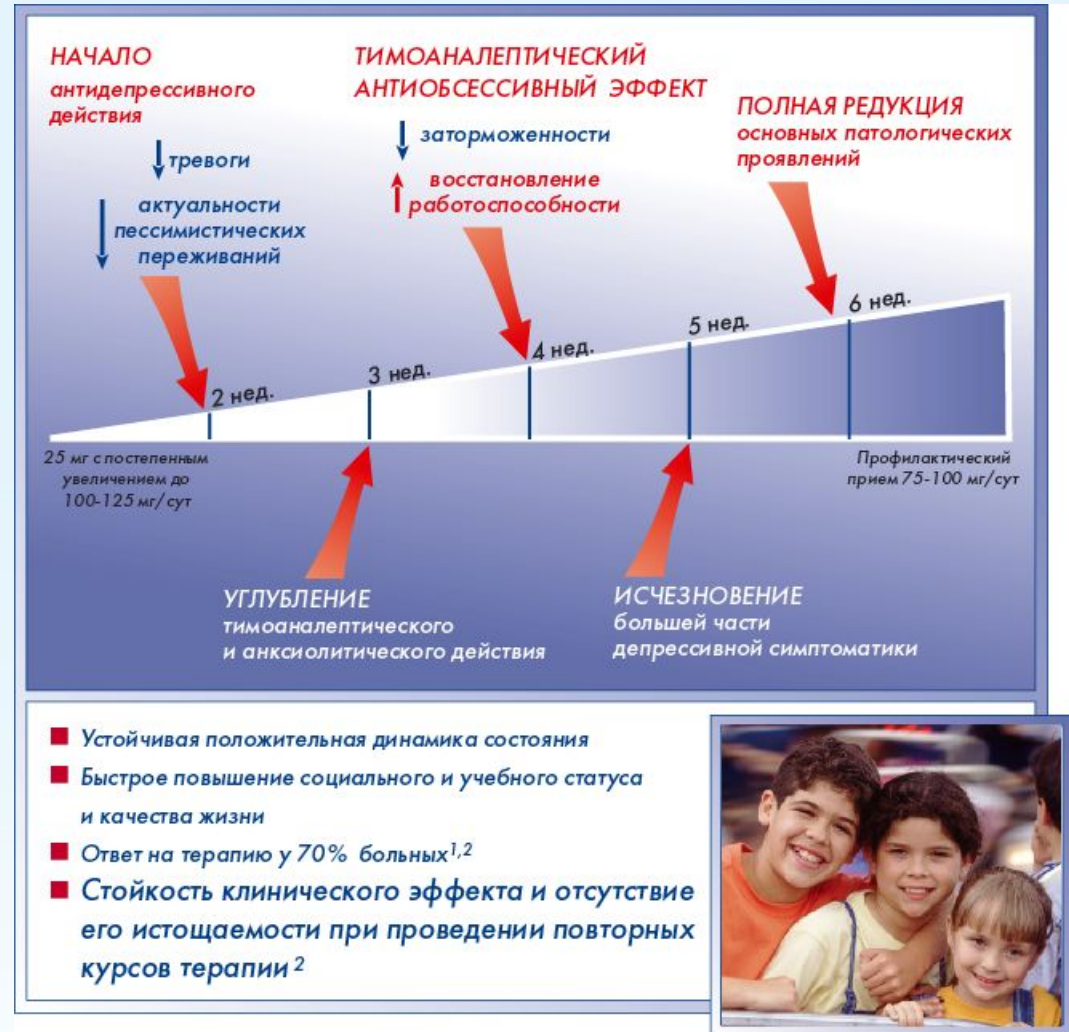 НАЧАЛО
антидепрессивного
действия
тревоги
актуальности
пессимистических
переживаний
ТИМОАНАЛЕПТИЧЕСКИЙ
АНТИОБСЕССИВНЫЙ ЭФФЕКТ
заторможенности
восстановление
работоспособности
ПОЛНАЯ РЕДУКЦИЯ
основных патологических
проявлений
2 нед.
3 нед.
4 нед.
5 нед.
6 нед.
25 мг с постепенным
увеличением до
100-125 мг/сут
Профилактический
прием 75-100 мг/сут
УГЛУБЛЕНИЕ
тимоаналептического
и анксиолитического действия
ИСЧЕЗНОВЕНИЕ
большей части
депрессивной симптоматики
Устойчивая положительная динамика состояния
Быстрое повышение социального и учебного статуса
и качества жизни
Ответ на терапию у 70% больных1,2
Стойкость клинического эффекта и отсутствие
его истощаемости при проведении повторных
курсов терапии2